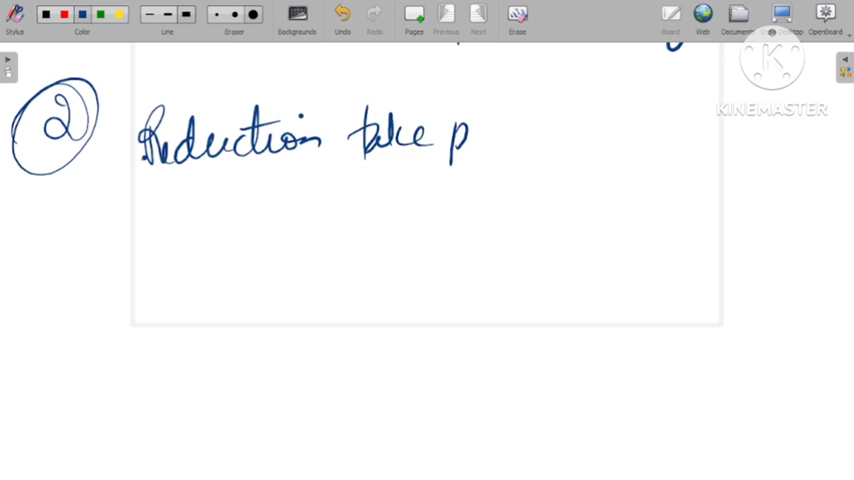 Stylus
Color
Line
Eraser
Backgrounds
Undo
Redo
Pages
Previous
Next
Erase
Board
Web
Documents
Show Desktop
OpenBoard
K
KINEMASTER
2
Reduction take p